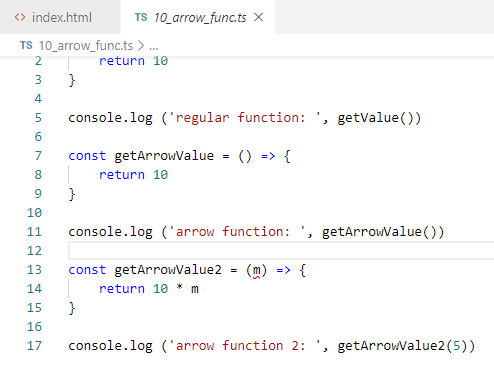 index.html TS 10_arrow_func.ts
TS 10_arrow_func.ts > ...
2 return 10
3 }
4
5 console.log ('regular function: ', getValue())
6
7 const getArrowValue = () => {
8 return 10
9 }
10
11 console.log ('arrow function: ', getArrowValue())
12
13 const getArrowValue2 = (m) => {
14 return 10 * m
15 }
16
17 console.log ('arrow function 2: ', getArrowValue2(5))